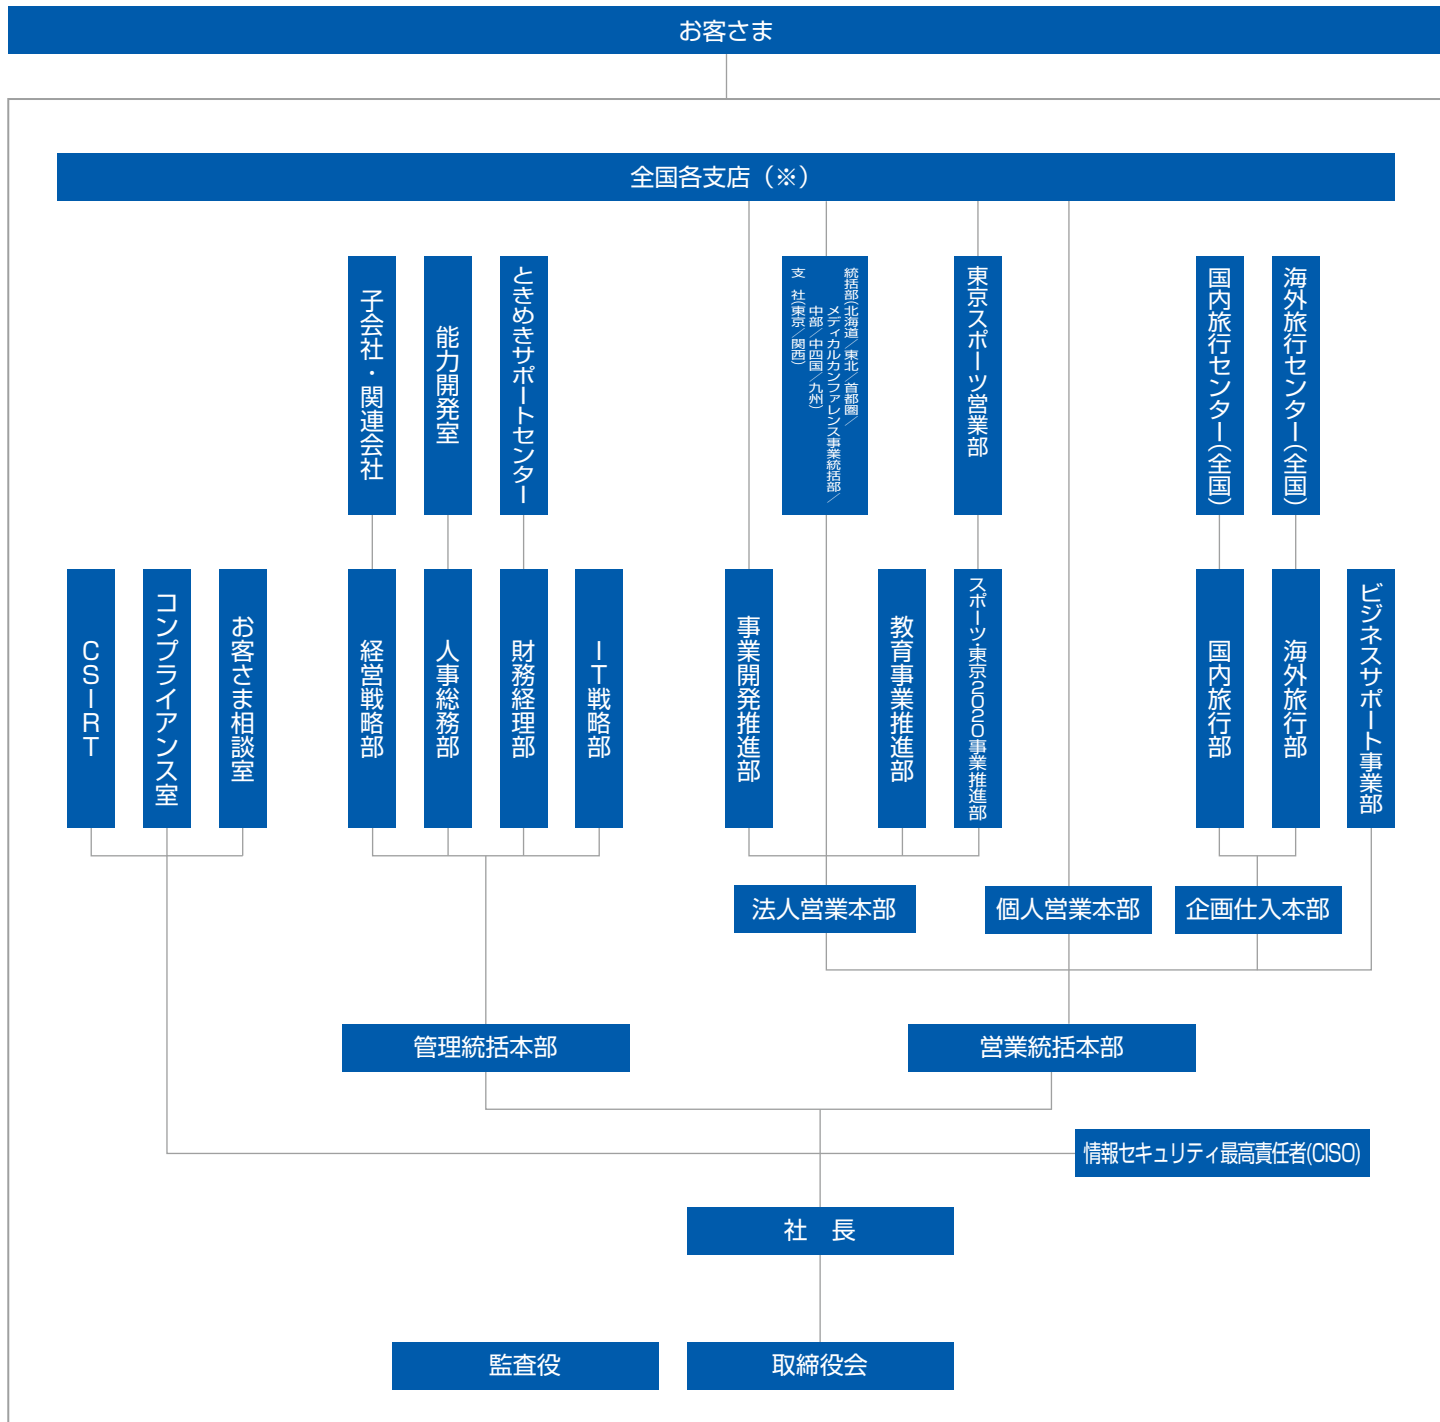 お客さま
全国各支店（※）
子会社・関連会社
能力開発室
ときめきサポートセンター
統括部(北海道／東北／首都圏／
メディカルカンファレンス事業統括部／
中部／中四国／九州)
支　社(東京／関西)
東京スポーツ営業部
国内旅行センター(全国)
海外旅行センター(全国)
CSIRT
コンプライアンス室
お客さま相談室
経営戦略部
人事総務部
財務経理部
IT戦略部
事業開発推進部
教育事業推進部
スポーツ・東京2020事業推進部
国内旅行部
海外旅行部
ビジネスサポート事業部
法人営業本部
個人営業本部
企画仕入本部
管理統括本部
営業統括本部
情報セキュリティ最高責任者(CISO)
社　長
監査役
取締役会